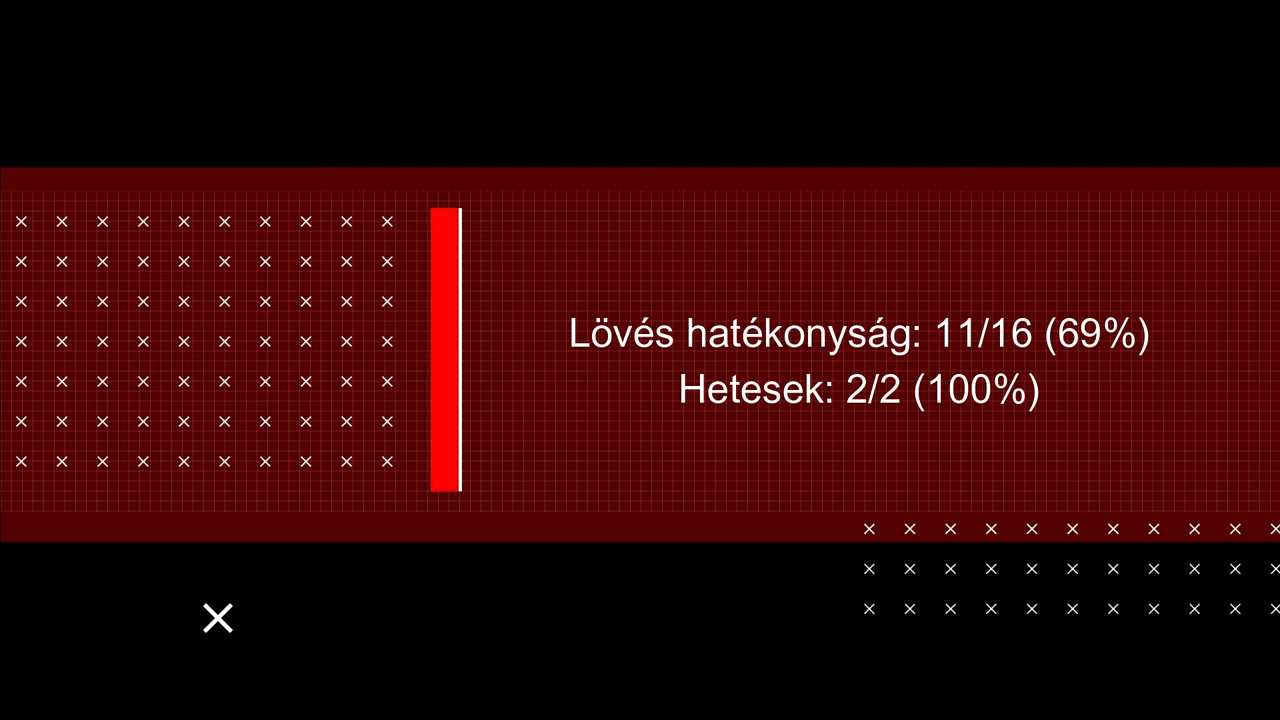 Lövés hatékonyság: 11/16 (69%)
Hetesek: 2/2 (100%)